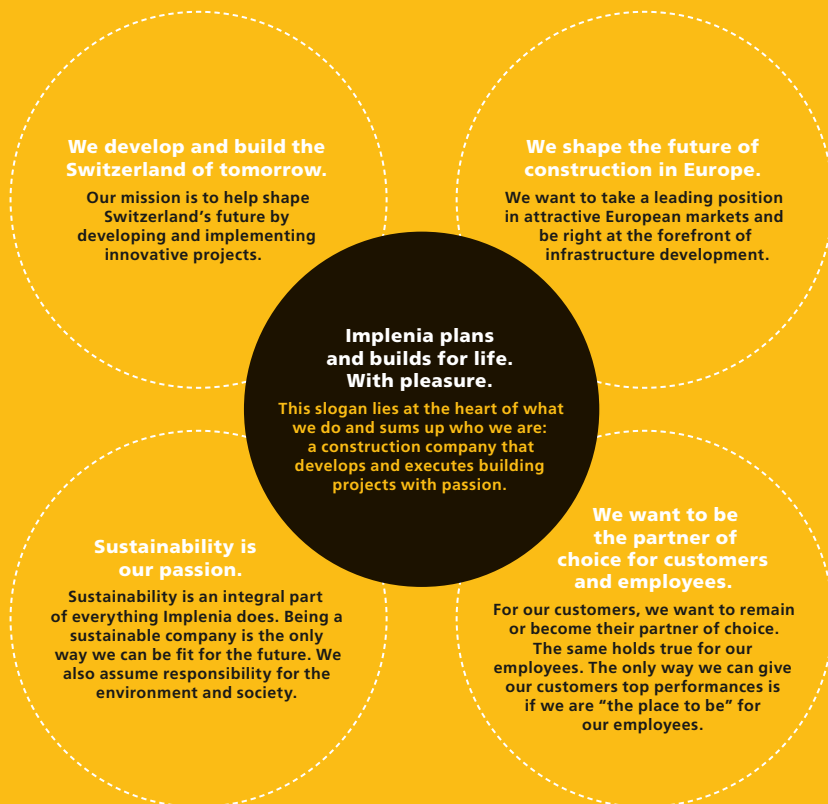 We develop and build the
Switzerland of tomorrow.
Our mission is to help shape
Switzerland’s future by
developing and implementing
innovative projects.
We shape the future of
construction in Europe.
We want to take a leading position
in attractive European markets and
be right at the forefront of
infrastructure development.
Implenia plans
and builds for life.
With pleasure.
This slogan lies at the heart of what
we do and sums up who we are:
a construction company that
develops and executes building
projects with passion.
Sustainability is
our passion.
Sustainability is an integral part
of everything Implenia does. Being a
sustainable company is the only
way we can be fit for the future. We
also assume responsibility for the
environment and society.
We want to be
the partner of
choice for customers
and employees.
For our customers, we want to remain
or become their partner of choice.
The same holds true for our
employees. The only way we can give
our customers top performances is
if we are “the place to be” for
our employees.